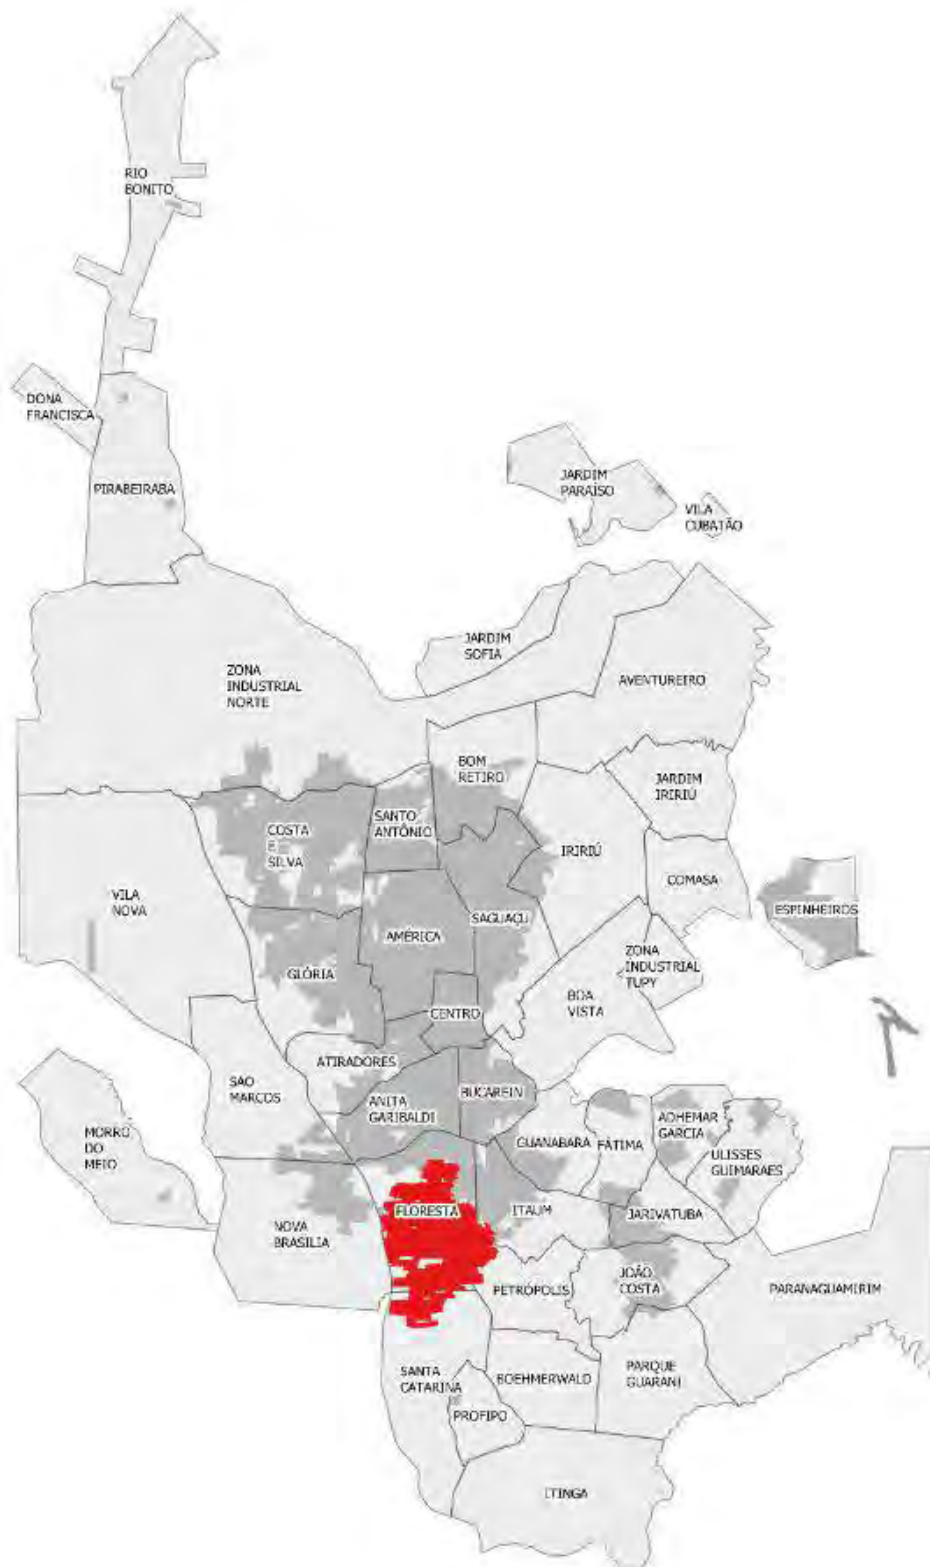 RIO
BONITO
DONA
FRANCISCA
PIRABEIRABA
JARDIM
PARAÍSO
VILA
CUBATÃO
JARDIM
SOFIA
ZONA
INDUSTRIAL
NORTE
AVENTUREIRO
BOM
RETIRO
JARDIM
IRIRIÚ
SANTO
ANTÔNIO
COSTA
E
SILVA
IRIRIÚ
COMASA
VILA
NOVA
ESPINHEIROS
SAGUAÇU
AMÉRICA
ZONA
INDUSTRIAL
TUPY
GLÓRIA
BOA
VISTA
CENTRO
ATIRADORES
SAO
MARCOS
BUCAREIN
ANITA
GARIBALDI
ADHEMAR
GARCIA
MORRO
DO
MEIO
GUANABARA
FÁTIMA
ULISSES
GUIMARAES
FLORESTA
ITAUM
JARIVATUBA
NOVA
BRASILIA
JOÃO
COSTA
PETRÓPOLIS
PARANAGUAMIRIM
SANTA
CATARINA
BOEHMERWALD
PARQUE
GUARANI
PROFIPO
ITINGA